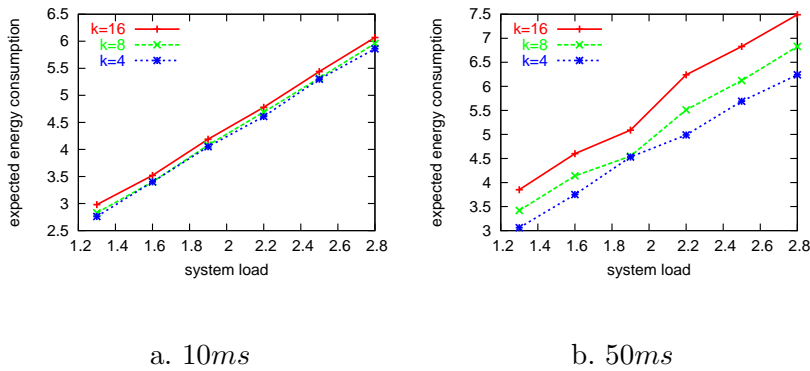 expected energy consumption
6.5
6
5.5
5
4.5
4
3.5
3
2.5
k=16
k=8
k=4
1.2 1.4 1.6 1.8 2 2.2 2.4 2.6 2.8
system load
a. 10ms
expected energy consumption
7.5
7
6.5
6
5.5
5
4.5
4
3.5
3
k=16
k=8
k=4
1.2 1.4 1.6 1.8 2 2.2 2.4 2.6 2.8
system load
b. 50ms